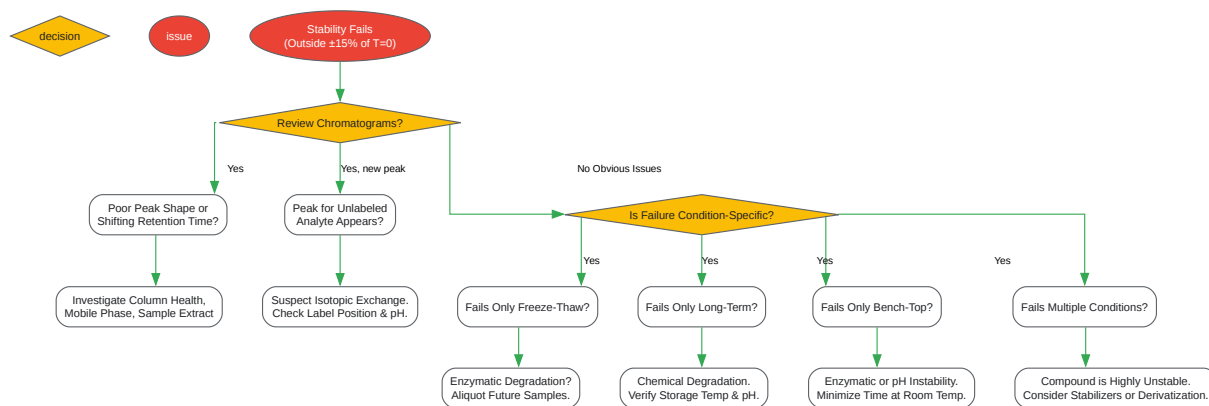 decision
issue
Stability Fails
(Outside ±15% of T=0)
Review Chromatograms?
Yes
Yes, new peak
No Obvious Issues
Poor Peak Shape or
Shifting Retention Time?
Peak for Unlabeled
Analyte Appears?
Is Failure Condition-Specific?
Yes
Yes
Yes
Yes
Investigate Column Health,
Mobile Phase, Sample Extract
Suspect Isotopic Exchange.
Check Label Position & pH.
Fails Only Freeze-Thaw?
Fails Only Long-Term?
Fails Only Bench-Top?
Fails Multiple Conditions?
Enzymatic Degradation?
Aliquot Future Samples.
Chemical Degradation.
Verify Storage Temp & pH.
Enzymatic or pH Instability.
Minimize Time at Room Temp.
Compound is Highly Unstable.
Consider Stabilizers or Derivatization.